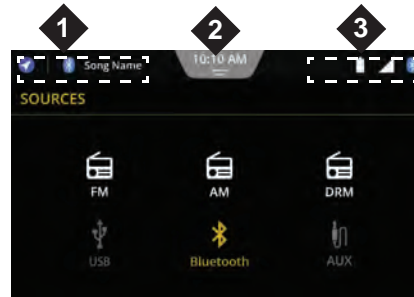 1 2 3
Song Name 10:10 AM
SOURCES
FM AM DRM
USB Bluetooth AUX